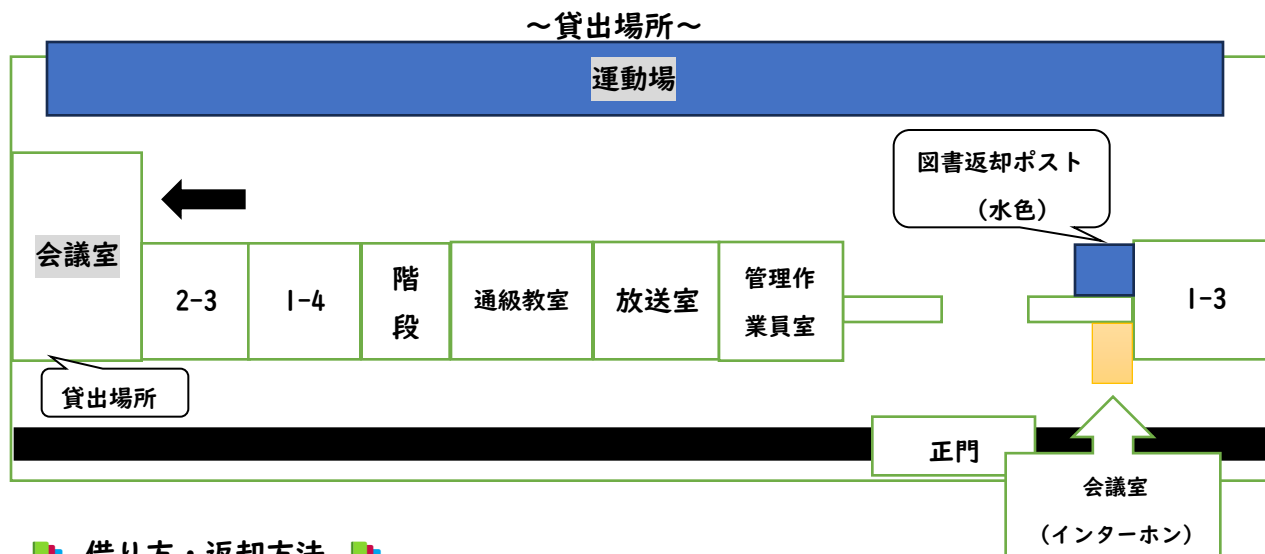 ～貸出場所～
運動場
図書返却ポスト
（水色）
会議室
2-3
1-4
階
段
通級教室
放送室
管理作
業員室
1-3
貸出場所
正門
会議室
（インターホン）
借り方・返却方法